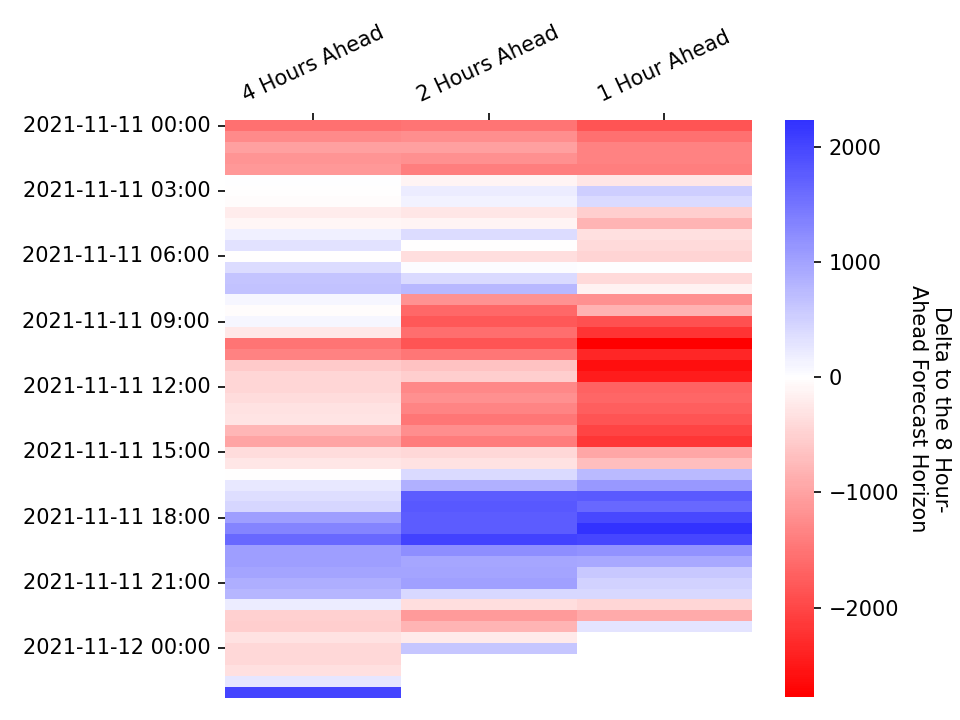 4 Hours Ahead
2 Hours Ahead
1 Hour Ahead
2021-11-11 00:00
2021-11-11 03:00
2021-11-11 06:00
2021-11-11 09:00
2021-11-11 12:00
2021-11-11 15:00
2021-11-11 18:00
2021-11-11 21:00
2021-11-12 00:00
2000
1000
0
−1000
−2000
Delta to the 8 Hour-
Ahead Forecast Horizon